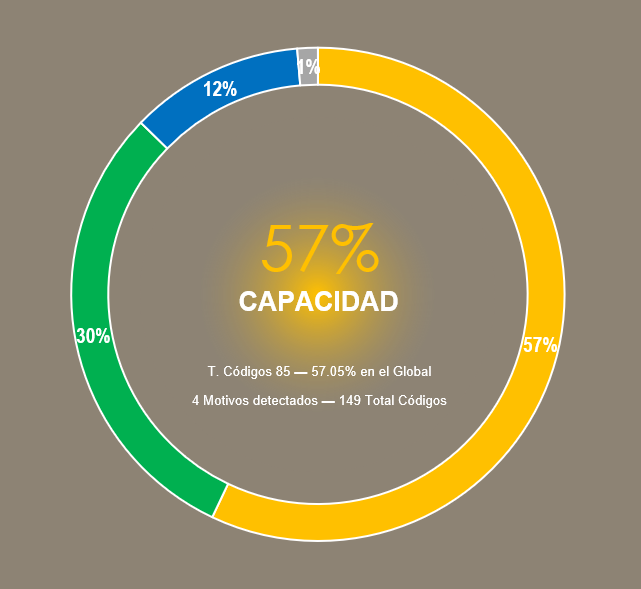 1%
12%
57%
CAPACIDAD
30%
57%
T. Códigos 85 — 57.05% en el Global
4 Motivos detectados — 149 Total Códigos